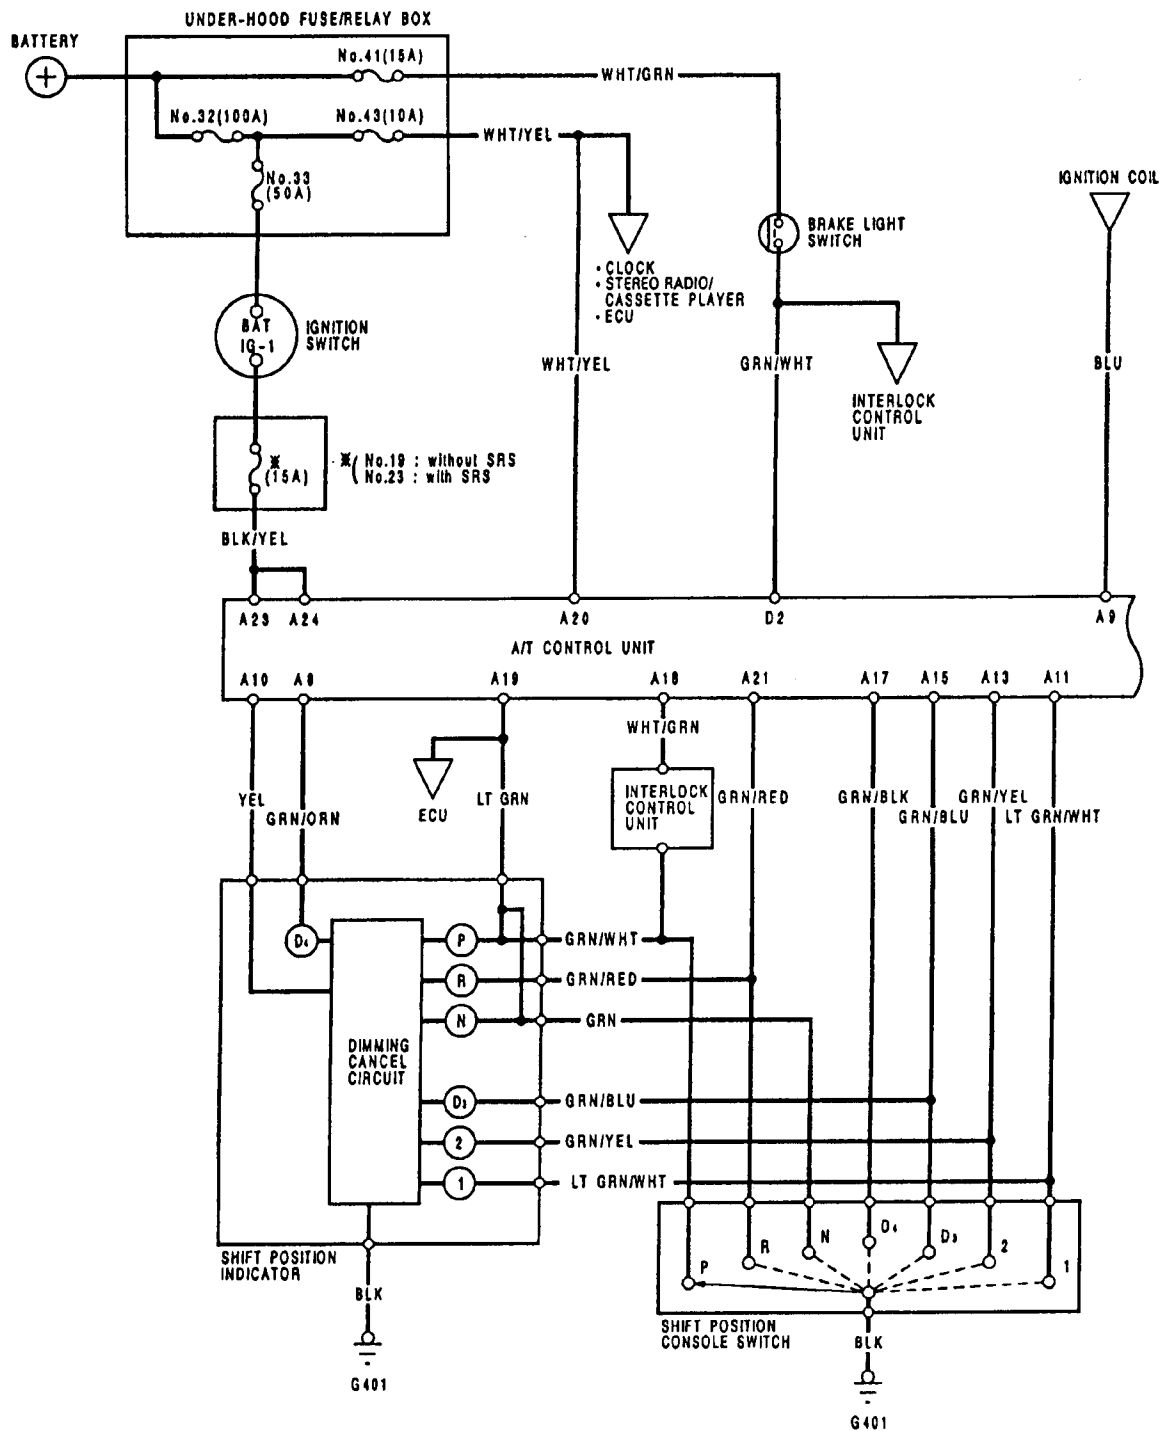 UNDER-HOOD FUSE/RELAY BOX
BATTERY
No.41(15A)
WHT/GRN
No.32(100A)
No.43(10A)
WHT/YEL
No.33
(50A)
IGNITION COIL
BRAKE LIGHT
SWITCH
• CLOCK
• STEREO RADIO/
CASSETTE PLAYER
• ECU
BAT
IG-1
IGNITION
SWITCH
WHT/YEL
GRN/WHT
BLU
INTERLOCK
CONTROL
UNIT
※
(15A)
※( No.19 : without SRS
No.23 : with SRS
BLK/YEL
A23
A24
A20
D2
A9
A/T CONTROL UNIT
A10
A8
A19
A18
A21
A17
A15
A13
A11
WHT/GRN
YEL
GRN/ORN
ECU
LT GRN
INTERLOCK
CONTROL
UNIT
GRN/RED
GRN/BLK
GRN/BLU
GRN/YEL
LT GRN/WHT
D4
P
GRN/WHT
R
GRN/RED
N
GRN
DIMMING
CANCEL
CIRCUIT
D3
GRN/BLU
2
GRN/YEL
1
LT GRN/WHT
SHIFT POSITION
INDICATOR
BLK
G401
P
R
N
D4
D3
2
1
SHIFT POSITION
CONSOLE SWITCH
BLK
G401